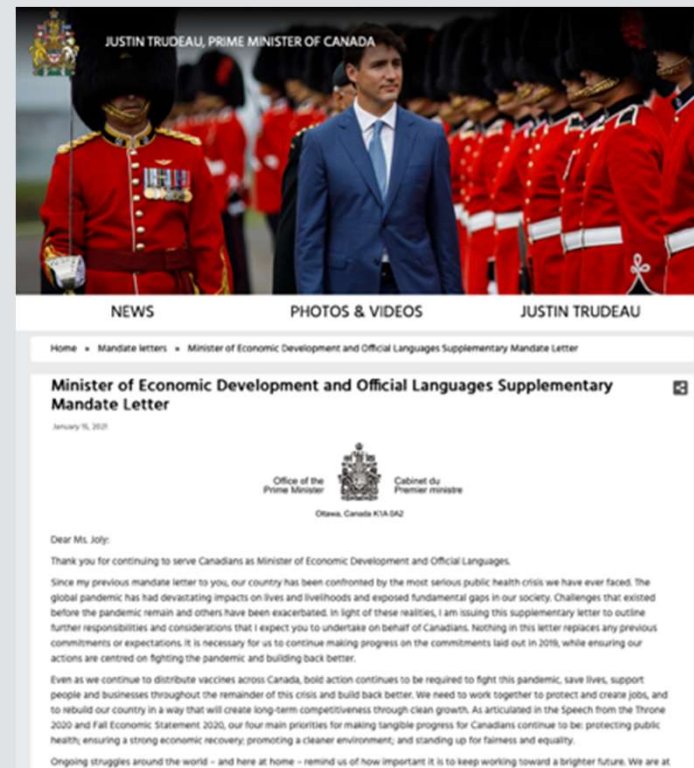 JUSTIN TRUDEAU, PRIME MINISTER OF CANADA
NEWS
PHOTOS & VIDEOS
JUSTIN TRUDEAU
Home » Mandate letters » Minister of Economic Development and Official Languages Supplementary Mandate Letter
Minister of Economic Development and Official Languages Supplementary
Mandate Letter
January 15, 2021
Office of the
Prime Minister
Cabinet du
Premier ministre
Ottawa, Canada K1A 0A2
Dear Ms. Joly:
Thank you for continuing to serve Canadians as Minister of Economic Development and Official Languages.
Since my previous mandate letter to you, our country has been confronted by the most serious public health crisis we have ever faced. The
global pandemic has had devastating impacts on lives and livelihoods and exposed fundamental gaps in our society. Challenges that existed
before the pandemic remain and others have been exacerbated. In light of these realities, I am issuing this supplementary letter to outline
further responsibilities and considerations that I expect you to undertake on behalf of Canadians. Nothing in this letter replaces any previous
commitments or expectations. It is necessary for us to continue making progress on the commitments laid out in 2019, while ensuring our
actions are centred on fighting the pandemic and building back better.
Even as we continue to distribute vaccines across Canada, bold action continues to be required to fight this pandemic, save lives, support
people and businesses throughout the remainder of this crisis and build back better. We need to work together to protect and create jobs, and
to rebuild our country in a way that will create long-term competitiveness through clean growth. As articulated in the Speech from the Throne
2020 and Fall Economic Statement 2020, our four main priorities for making tangible progress for Canadians continue to be: protecting public
health; ensuring a strong economic recovery; promoting a cleaner environment; and standing up for fairness and equality.
Ongoing struggles around the world – and here at home – remind us of how important it is to keep working toward a brighter future. We are at